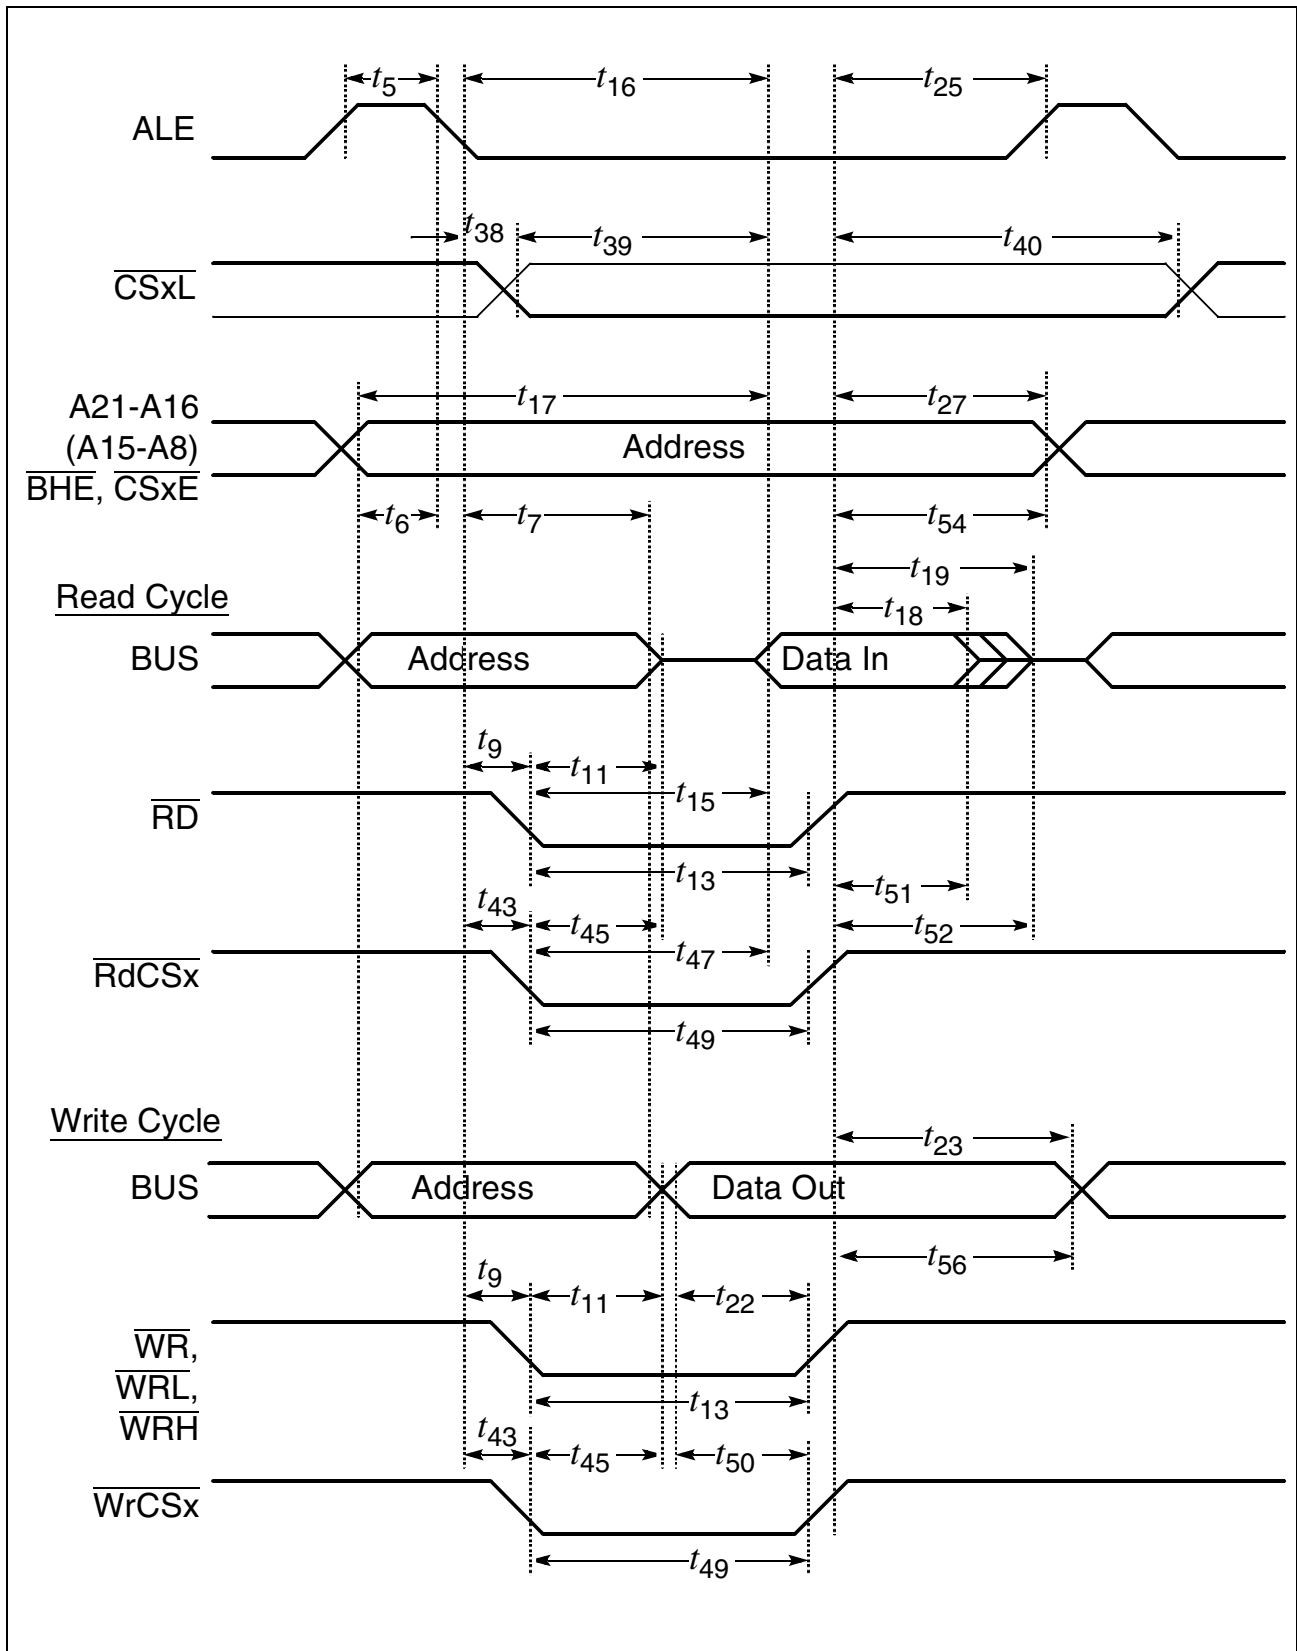 t5 t16 t25
ALE
t38 t39 t40
CSxL
t17 t27
A21-A16
(A15-A8)
Address
BHE, CSxE
t6 t7 t54
t19
Read Cycle
t18
BUS Address Data In
t9 t11
t15
RD
t13
t51
t43 t45 t52
t47
RdCSx
t49
Write Cycle
t23
BUS Address Data Out
t56
t9 t11 t22
WR,
WRL,
t13
WRH
t43 t45 t50
WrCSx
t49